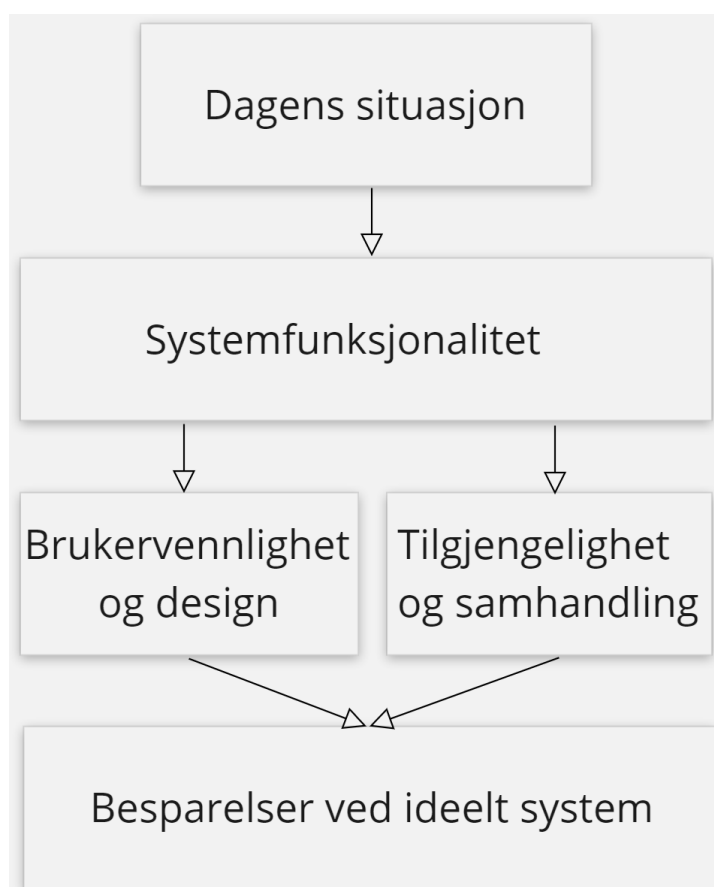 Dagens situasjon
Systemfunksjonalitet
Brukervennlighet
og design
Tilgjengelighet
og samhandling
Besparelser ved ideelt system